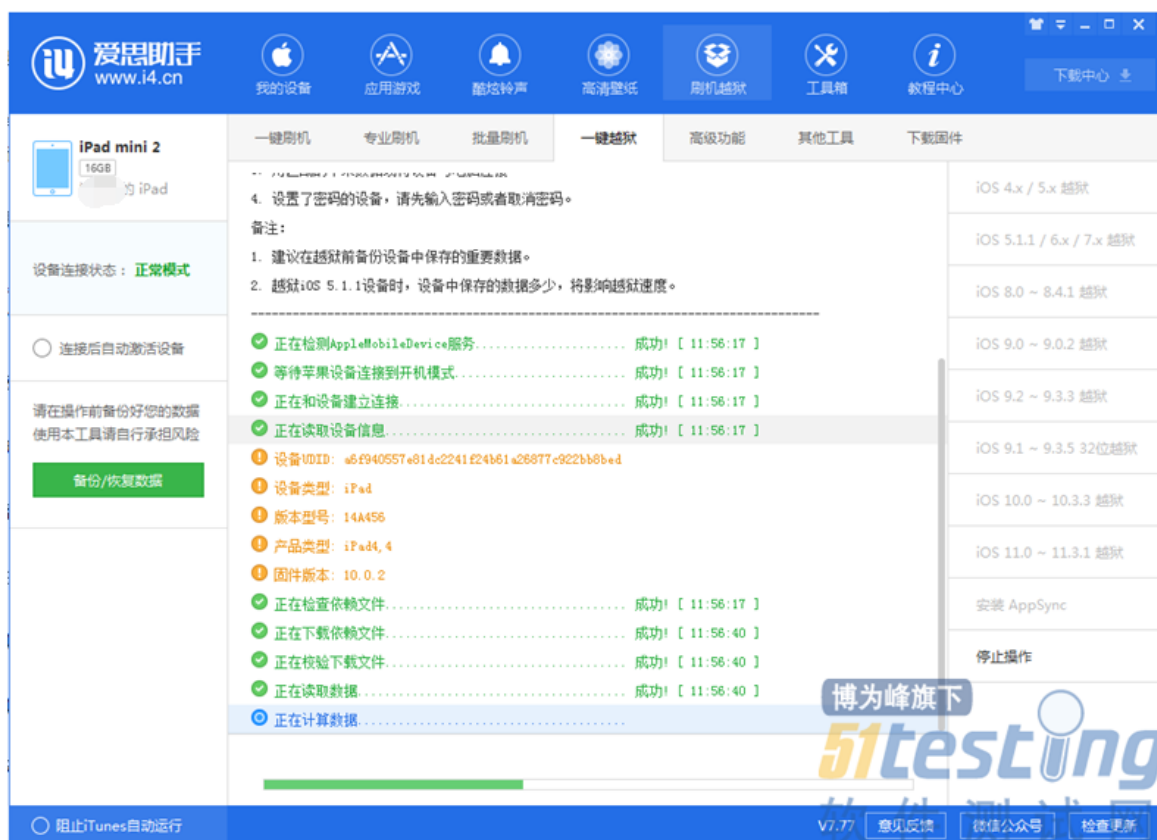 爱思助手
www.i4.cn
我的设备
应用游戏
酷炫铃声
高清壁纸
刷机越狱
工具箱
教程中心
下载中心
iPad mini 2
16GB
的 iPad
设备连接状态： 正常模式
连接后自动激活设备
请在操作前备份好您的数据
使用本工具请自行承担风险
备份/恢复数据
一键刷机
专业刷机
批量刷机
一键越狱
高级功能
其他工具
下载固件
4. 设置了密码的设备，请先输入密码或者取消密码。
备注：
1. 建议在越狱前备份设备中保存的重要数据。
2. 越狱iOS 5.1.1设备时，设备中保存的数据多少，将影响越狱速度。
正在检测AppleMobileDevice服务...................... 成功! [ 11:56:17 ]
等待苹果设备连接到开机模式......................... 成功! [ 11:56:17 ]
正在和设备建立连接................................. 成功! [ 11:56:17 ]
正在读取设备信息................................... 成功! [ 11:56:17 ]
设备UDID: a6f940557e81dc2241f24b61a26877c922bb8bed
设备类型: iPad
版本型号: 14A456
产品类型: iPad4,4
固件版本: 10.0.2
正在检查依赖文件................................... 成功! [ 11:56:17 ]
正在下载依赖文件................................... 成功! [ 11:56:40 ]
正在校验下载文件................................... 成功! [ 11:56:40 ]
正在读取数据....................................... 成功! [ 11:56:40 ]
正在计算数据.......................................
iOS 4.x / 5.x 越狱
iOS 5.1.1 / 6.x / 7.x 越狱
iOS 8.0 ~ 8.4.1 越狱
iOS 9.0 ~ 9.0.2 越狱
iOS 9.2 ~ 9.3.3 越狱
iOS 9.1 ~ 9.3.5 32位越狱
iOS 10.0 ~ 10.3.3 越狱
iOS 11.0 ~ 11.3.1 越狱
安装 AppSync
停止操作
博为峰旗下
51testing
软件测试网
阻止iTunes自动运行
V7.77
意见反馈
微信公众号
检查更新